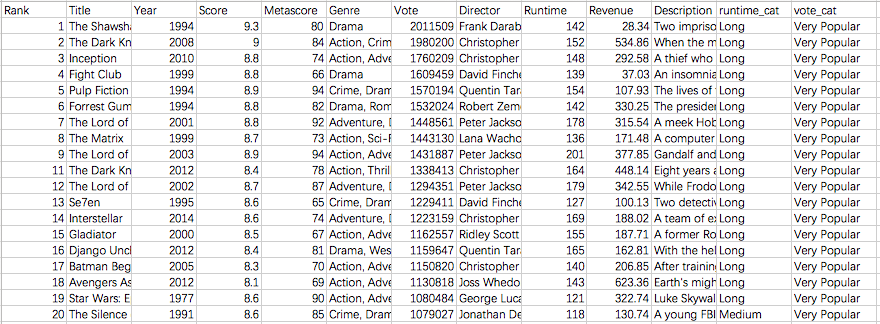 Rank Title Year Score Metascore Genre Vote Director Runtime Revenue Description runtime_cat vote_cat
1 The Shawsh 1994 9.3 80 Drama 2011509 Frank Darab 142 28.34 Two impriso Long Very Popular
2 The Dark Kn 2008 9 84 Action, Crim 1980200 Christopher 152 534.86 When the m Long Very Popular
3 Inception 2010 8.8 74 Action, Adve 1760209 Christopher 148 292.58 A thief who Long Very Popular
4 Fight Club 1999 8.8 66 Drama 1609459 David Finche 139 37.03 An insomnia Long Very Popular
5 Pulp Fiction 1994 8.9 94 Crime, Dram 1570194 Quentin Tara 154 107.93 The lives of Long Very Popular
6 Forrest Gum 1994 8.8 82 Drama, Rom 1532024 Robert Zeme 142 330.25 The presider Long Very Popular
7 The Lord of 2001 8.8 92 Adventure, D 1448561 Peter Jackso 178 315.54 A meek Hob Long Very Popular
8 The Matrix 1999 8.7 73 Action, Sci-F 1443130 Lana Wacho 136 171.48 A computer Long Very Popular
9 The Lord of 2003 8.9 94 Action, Adve 1431887 Peter Jackso 201 377.85 Gandalf and Long Very Popular
11 The Dark Kn 2012 8.4 78 Action, Thril 1338413 Christopher 164 448.14 Eight years a Long Very Popular
12 The Lord of 2002 8.7 87 Adventure, D 1294351 Peter Jackso 179 342.55 While Frodo Long Very Popular
13 Se7en 1995 8.6 65 Crime, Dram 1229411 David Finche 127 100.13 Two detecti Long Very Popular
14 Interstellar 2014 8.6 74 Adventure, D 1223159 Christopher 169 188.02 A team of ex Long Very Popular
15 Gladiator 2000 8.5 67 Action, Adve 1162557 Ridley Scott 155 187.71 A former Ro Long Very Popular
16 Django Uncl 2012 8.4 81 Drama, Wes 1159647 Quentin Tara 165 162.81 With the hel Long Very Popular
17 Batman Beg 2005 8.3 70 Action, Adve 1150820 Christopher 140 206.85 After trainin Long Very Popular
18 Avengers As 2012 8.1 69 Action, Adve 1130818 Joss Whedo 143 623.36 Earth's migh Long Very Popular
19 Star Wars: E 1977 8.6 90 Action, Adve 1080484 George Luca 121 322.74 Luke Skywal Long Very Popular
20 The Silence 1991 8.6 85 Crime, Dram 1079027 Jonathan De 118 130.74 A young FBI Medium Very Popular